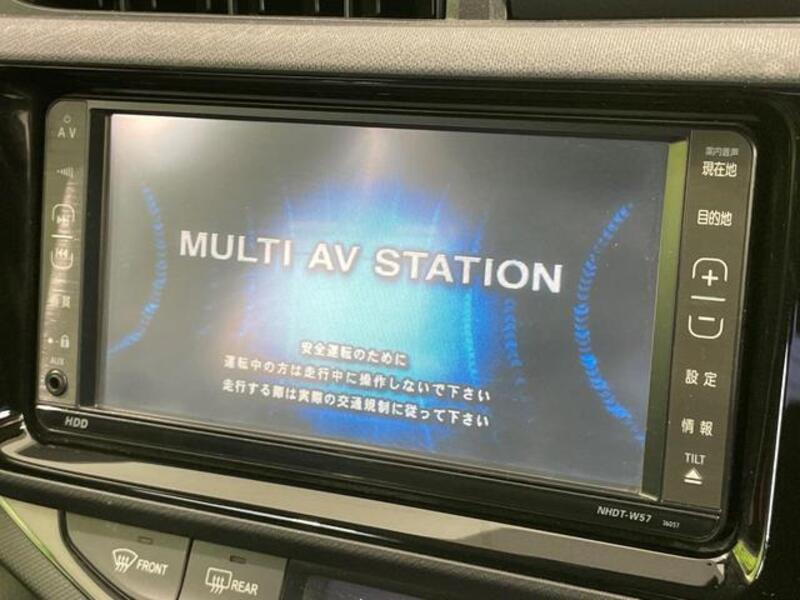 AV
国内音声
現在地
目的地
+
−
設定
情報
TILT
AUX
HDD
MULTI AV STATION
安全運転のために
運転中の方は走行中に操作しないで下さい
走行する際は実際の交通規制に従って下さい
NHDT-W57 16057
FRONT
REAR